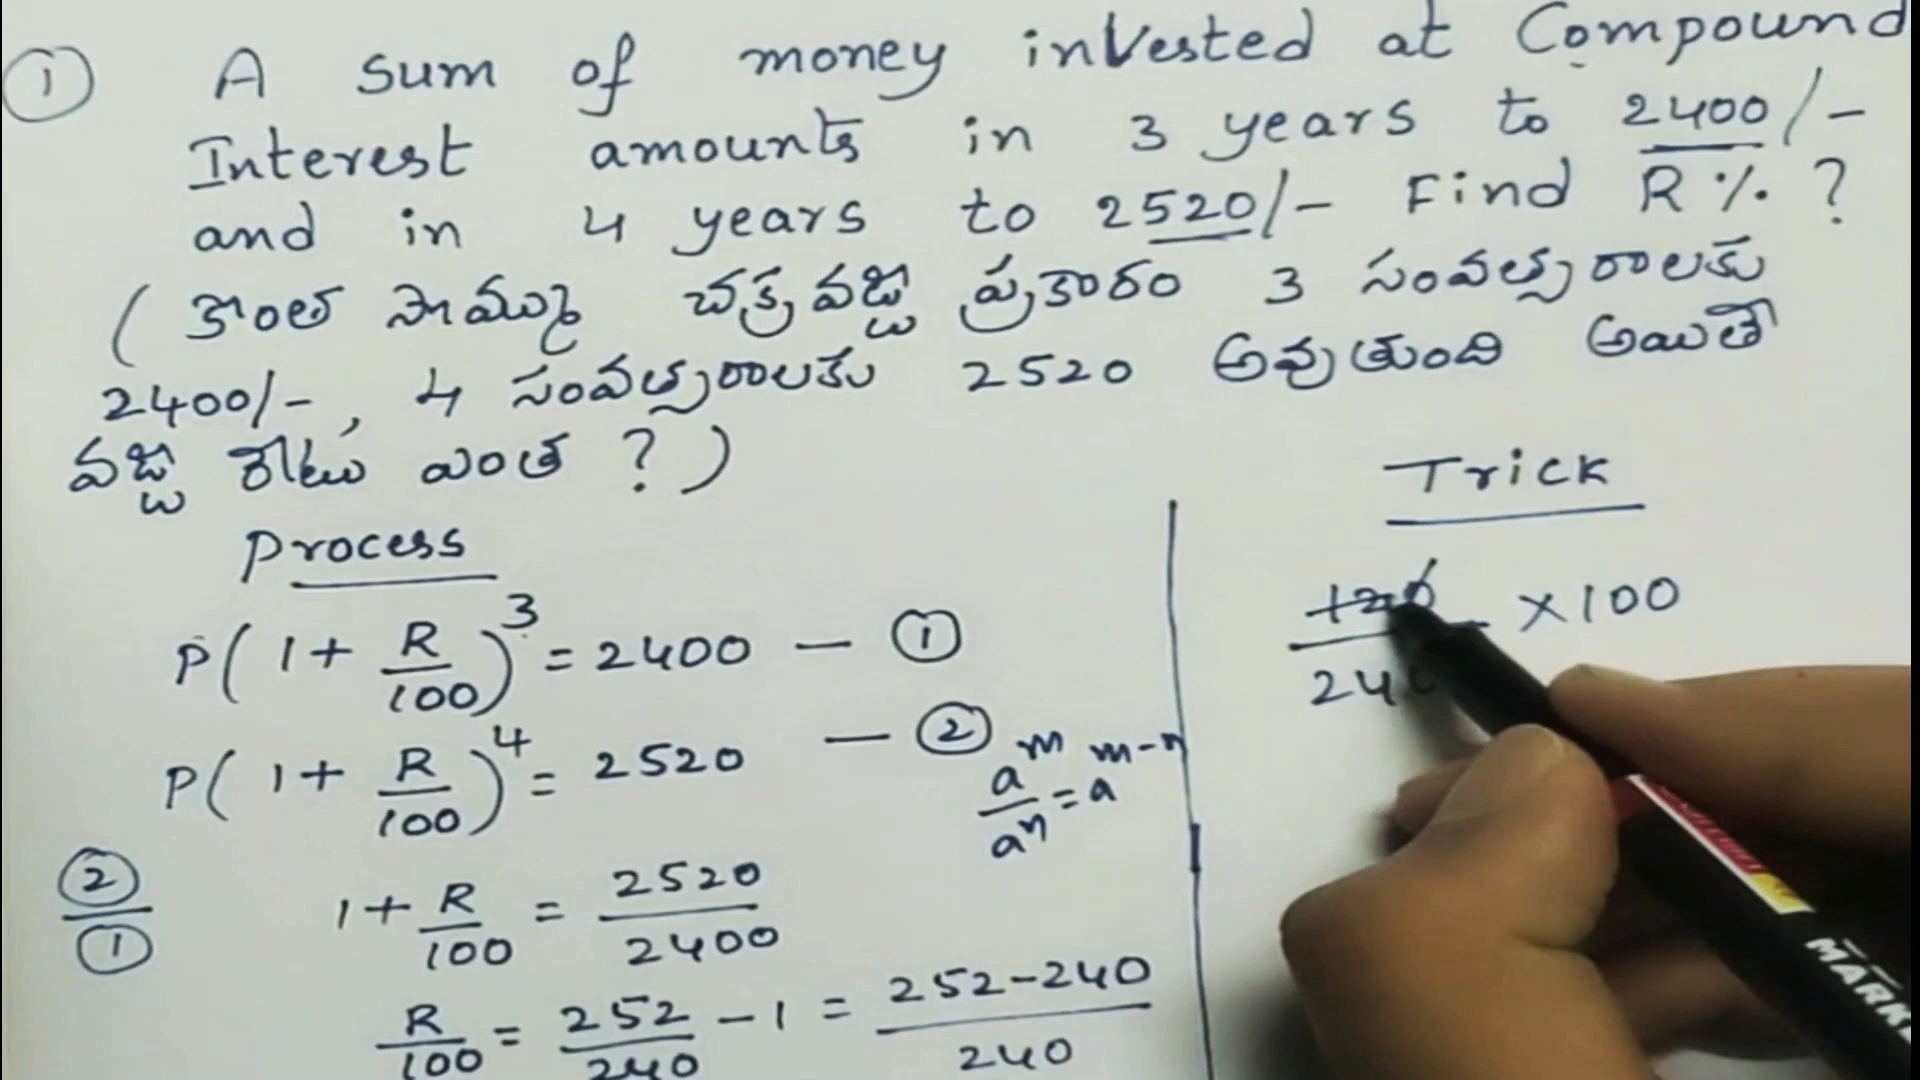 ① A sum of money invested at Compound
Interest amounts in 3 years to 2400/-
and in 4 years to 2520/- Find R%?
( కొంత సొమ్ము చక్రవడ్డి ప్రకారం 3 సంవత్సరాలకు
2400/-, 4 సంవత్సరాలకు 2520 అవుతుంది అయితే
వడ్డి రేటు ఎంత ? )
Process
P(1+R/100)^3 = 2400 — ①
P(1+R/100)^4 = 2520 — ②
a^m/a^n = a^m-n
②/① 1+R/100 = 2520/2400
R/100 = 252/240 - 1 = 252-240/240
Trick
120/240 ×100
MARK